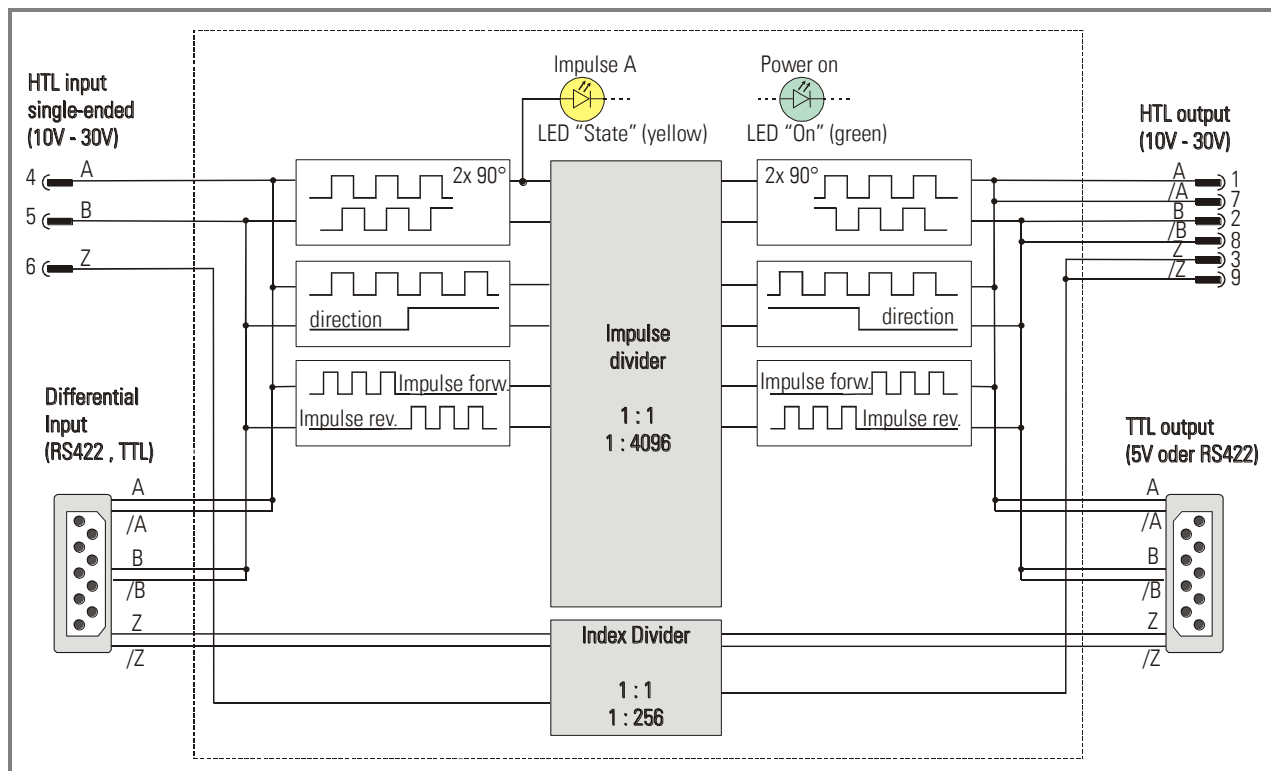 Impulse A
Power on
LED “State” (yellow)
LED “On” (green)
HTL input
single-ended
(10V - 30V)
4 A
5 B
6 Z
HTL output
(10V - 30V)
A 1
/A 7
B 2
/B 8
Z 3
/Z 9
2x 90°
2x 90°
direction
direction
Impulse forw.
Impulse rev.
Impulse forw.
Impulse rev.
Impulse
divider
1 : 1
1 : 4096
Differential
Input
(RS422 , TTL)
A
/A
B
/B
Z
/Z
TTL output
(5V oder RS422)
A
/A
B
/B
Z
/Z
Index Divider
1 : 1
1 : 256